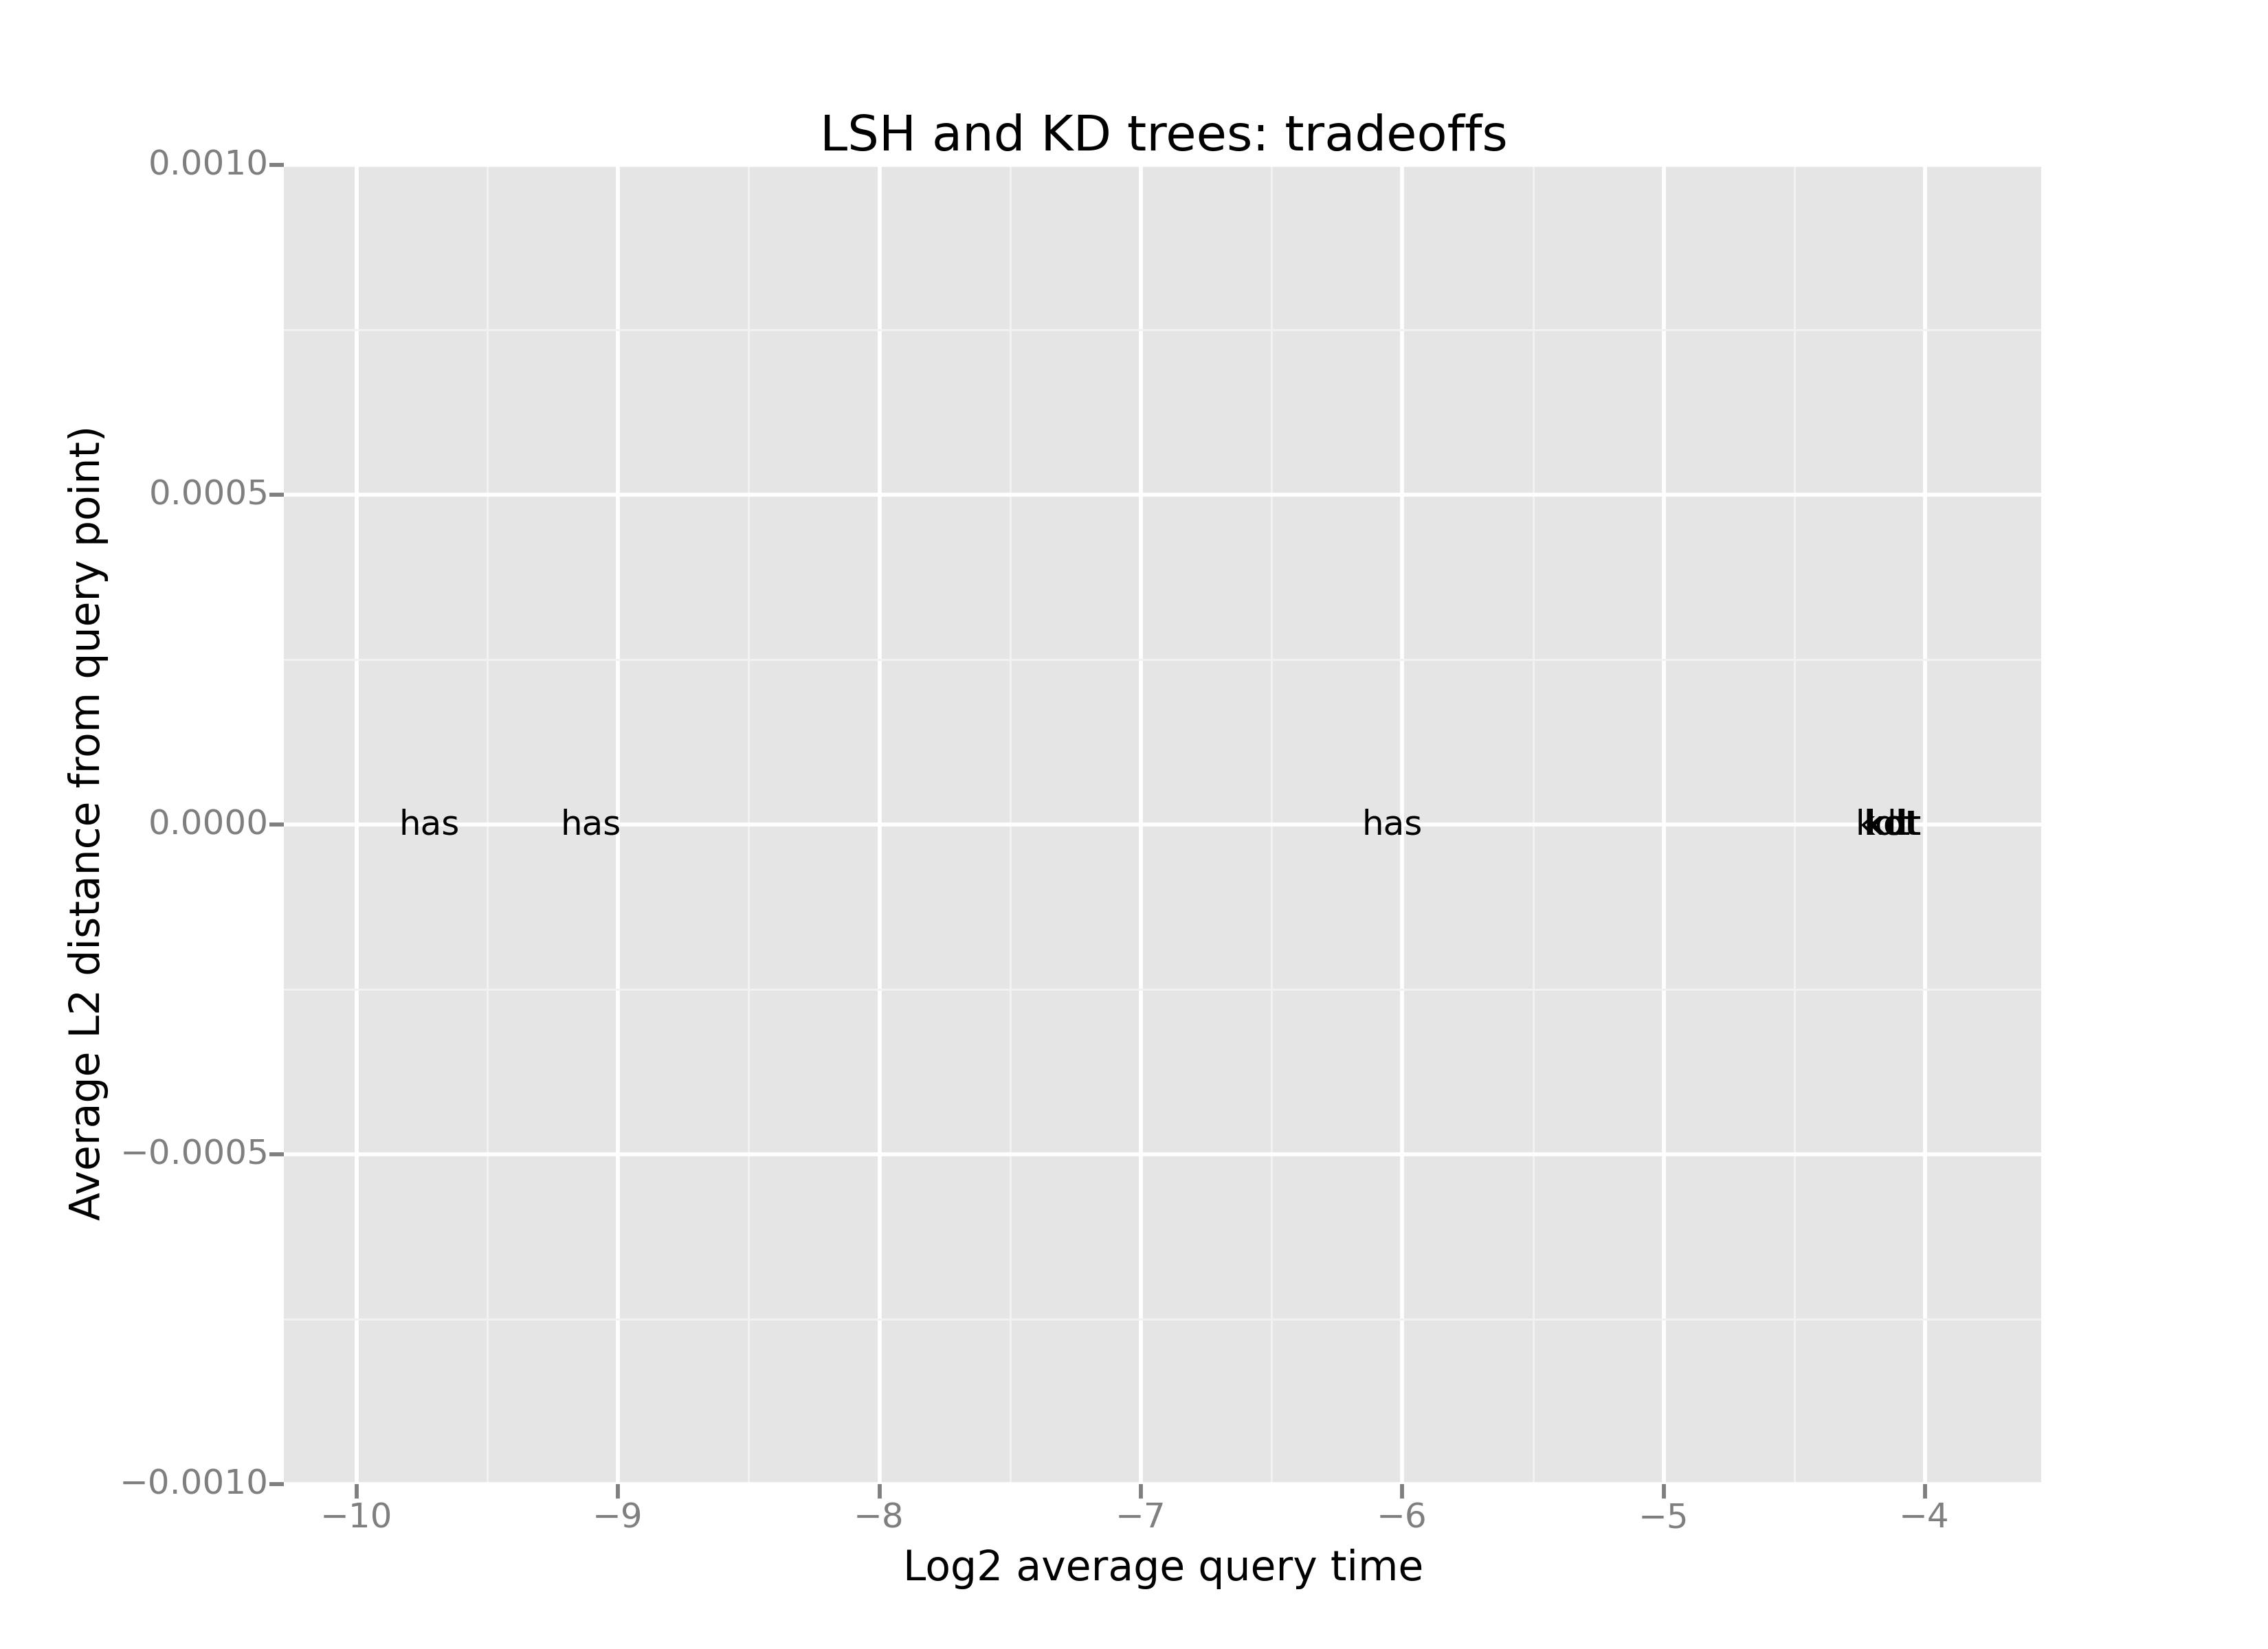 LSH and KD trees: tradeoffs
0.0010
0.0005
0.0000
−0.0005
−0.0010
Average L2 distance from query point)
has has has kdt
−10 −9 −8 −7 −6 −5 −4
Log2 average query time